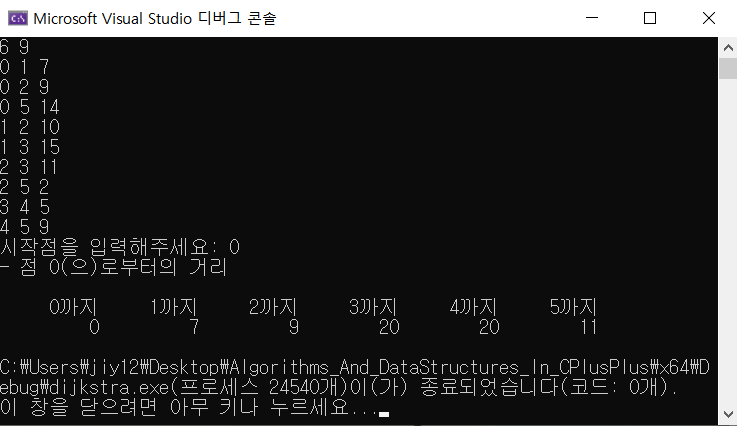 Microsoft Visual Studio 디버그 콘솔
6 9
0 1 7
0 2 9
0 5 14
1 2 10
1 3 15
2 3 11
2 5 2
3 4 5
4 5 9
시작점을 입력해주세요: 0
- 점 0(으)로부터의 거리
0까지 1까지 2까지 3까지 4까지 5까지
0 7 9 20 20 11
C:₩Users₩jiy12₩Desktop₩Algorithms_And_DataStructures_In_CPlusPlus₩x64₩D
ebug₩dijkstra.exe(프로세스 24540개)이(가) 종료되었습니다(코드: 0개).
이 창을 닫으려면 아무 키나 누르세요...